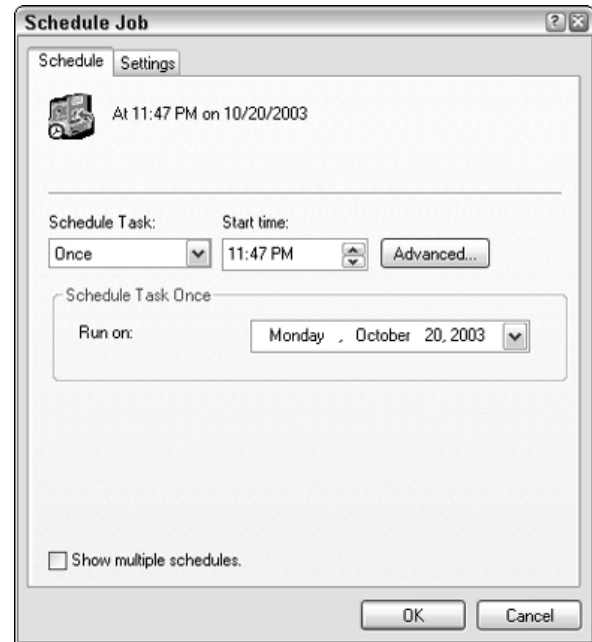 Schedule Job
Schedule Settings
At 11:47 PM on 10/20/2003
Schedule Task: Start time:
Once 11:47 PM Advanced...
Schedule Task Once
Run on: Monday , October 20, 2003
Show multiple schedules.
OK Cancel